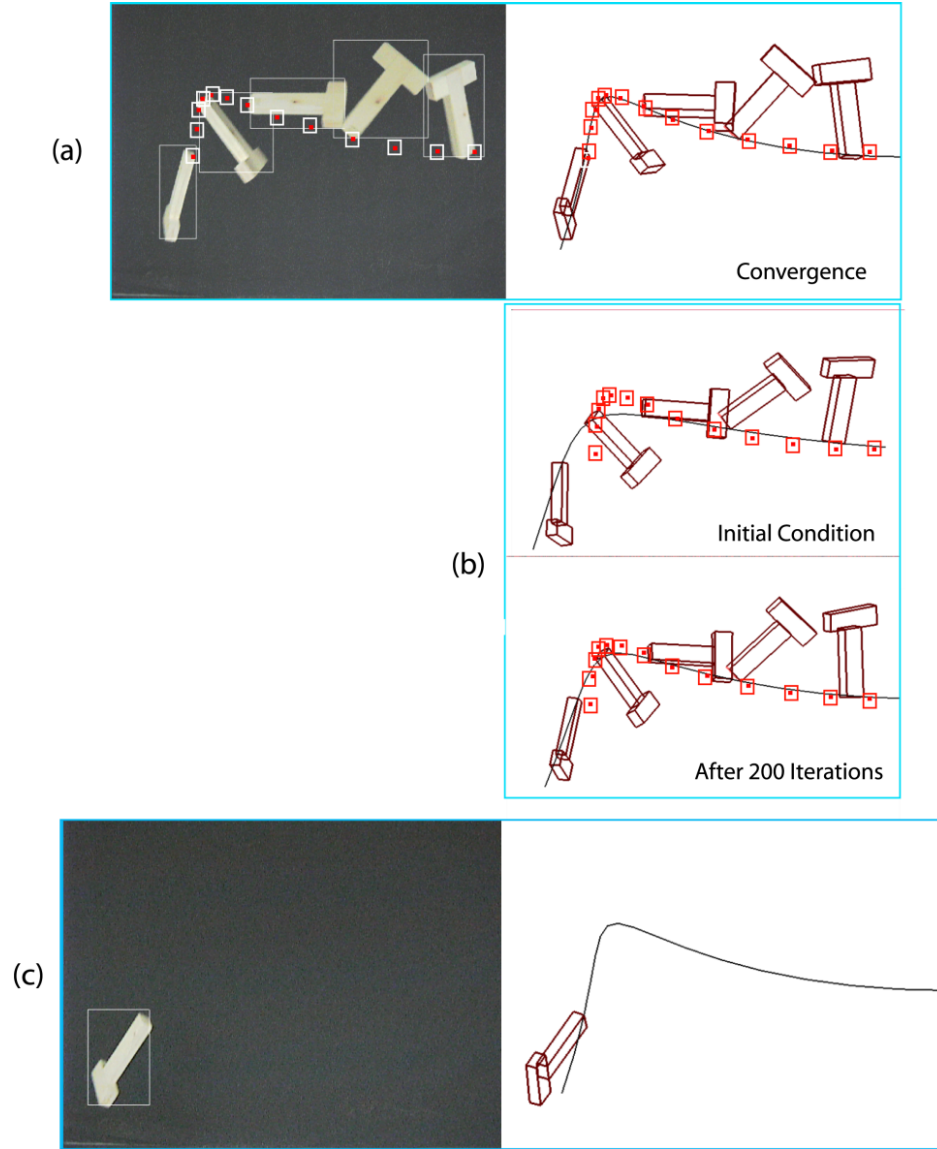 (a)
Convergence
Initial Condition
(b)
After 200 Iterations
(c)